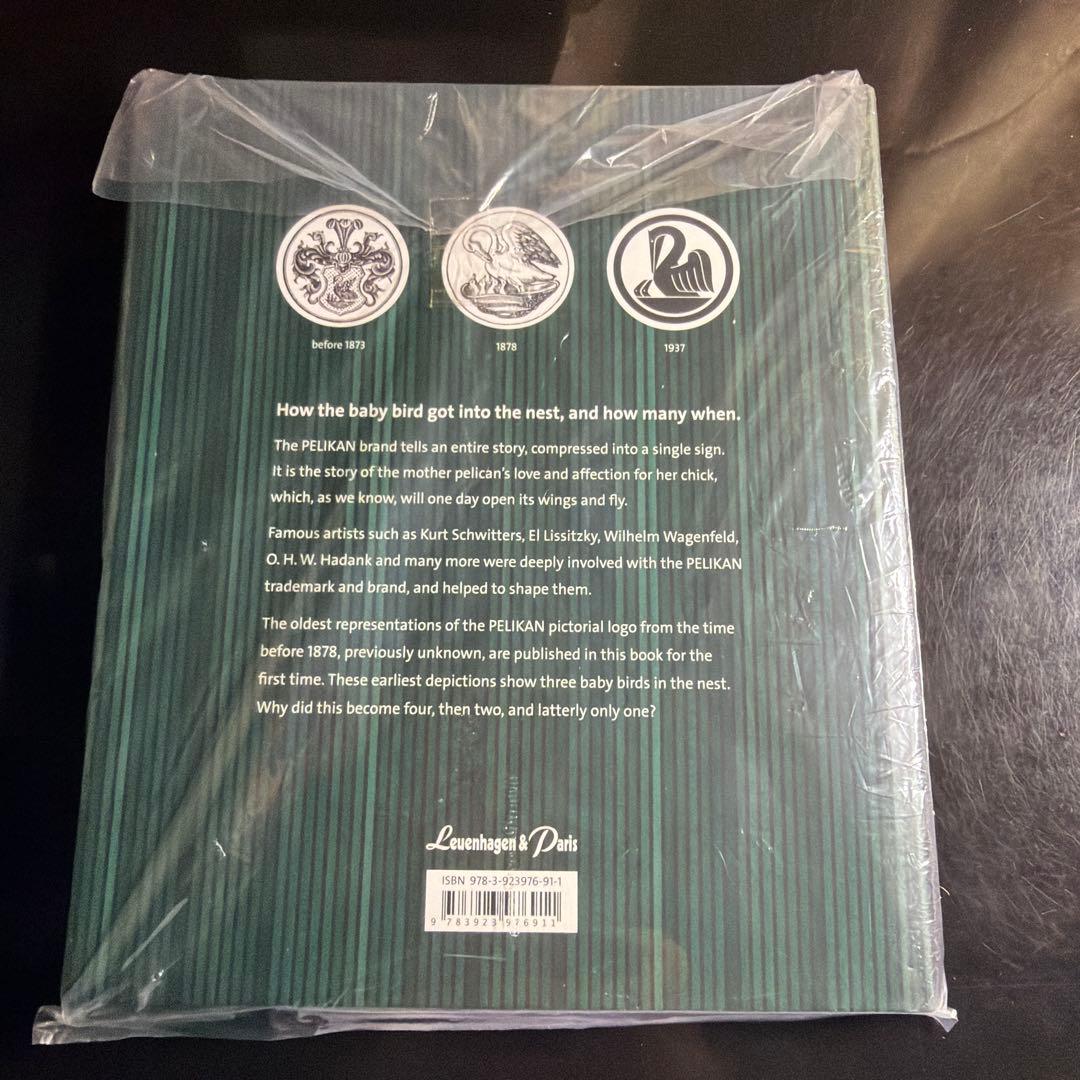 before 1873
1878
1937
How the baby bird got into the nest, and how many when.
The PELIKAN brand tells an entire story, compressed into a single sign.
It is the story of the mother pelican's love and affection for her chick,
which, as we know, will one day open its wings and fly.
Famous artists such as Kurt Schwitters, El Lissitzky, Wilhelm Wagenfeld,
O. H. W. Hadank and many more were deeply involved with the PELIKAN
trademark and brand, and helped to shape them.
The oldest representations of the PELIKAN pictorial logo from the time
before 1878, previously unknown, are published in this book for the
first time. These earliest depictions show three baby birds in the nest.
Why did this become four, then two, and latterly only one?
Leuenhagen & Paris
ISBN 978-3-923976-91-1
9 783923 976911